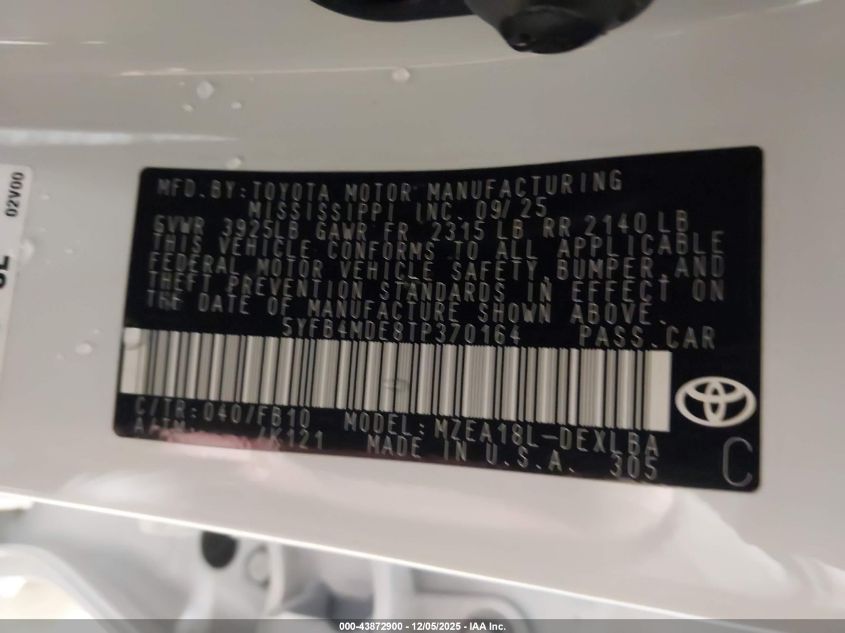 02V00
MFD. BY: TOYOTA MOTOR MANUFACTURING
MISSISSIPPI INC. 09/25
GVWR 3925LB GAWR FR 2315 LB RR 2140 LB
THIS VEHICLE CONFORMS TO ALL APPLICABLE
FEDERAL MOTOR VEHICLE SAFETY, BUMPER, AND
THEFT PREVENTION STANDARDS IN EFFECT ON
THE DATE OF MANUFACTURE SHOWN ABOVE.
5YFB4MDE8TP370164 PASS. CAR
C/TR: 040/FB10 MODEL: MZEA18L-DEXLBA
A/TM: /K121 MADE IN U.S.A. 305
C
000-43872900 - 12/05/2025 - IAA Inc.